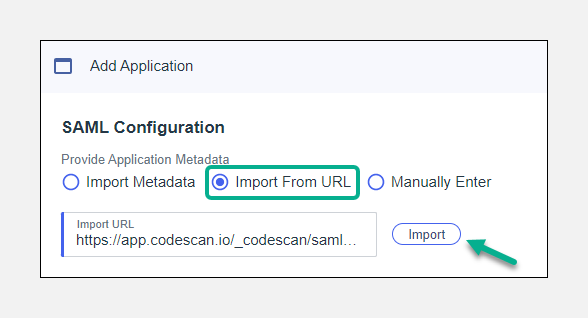 Add Application
SAML Configuration
Provide Application Metadata
Import Metadata Import From URL Manually Enter
Import URL
https://app.codescan.io/_codescan/saml…
Import